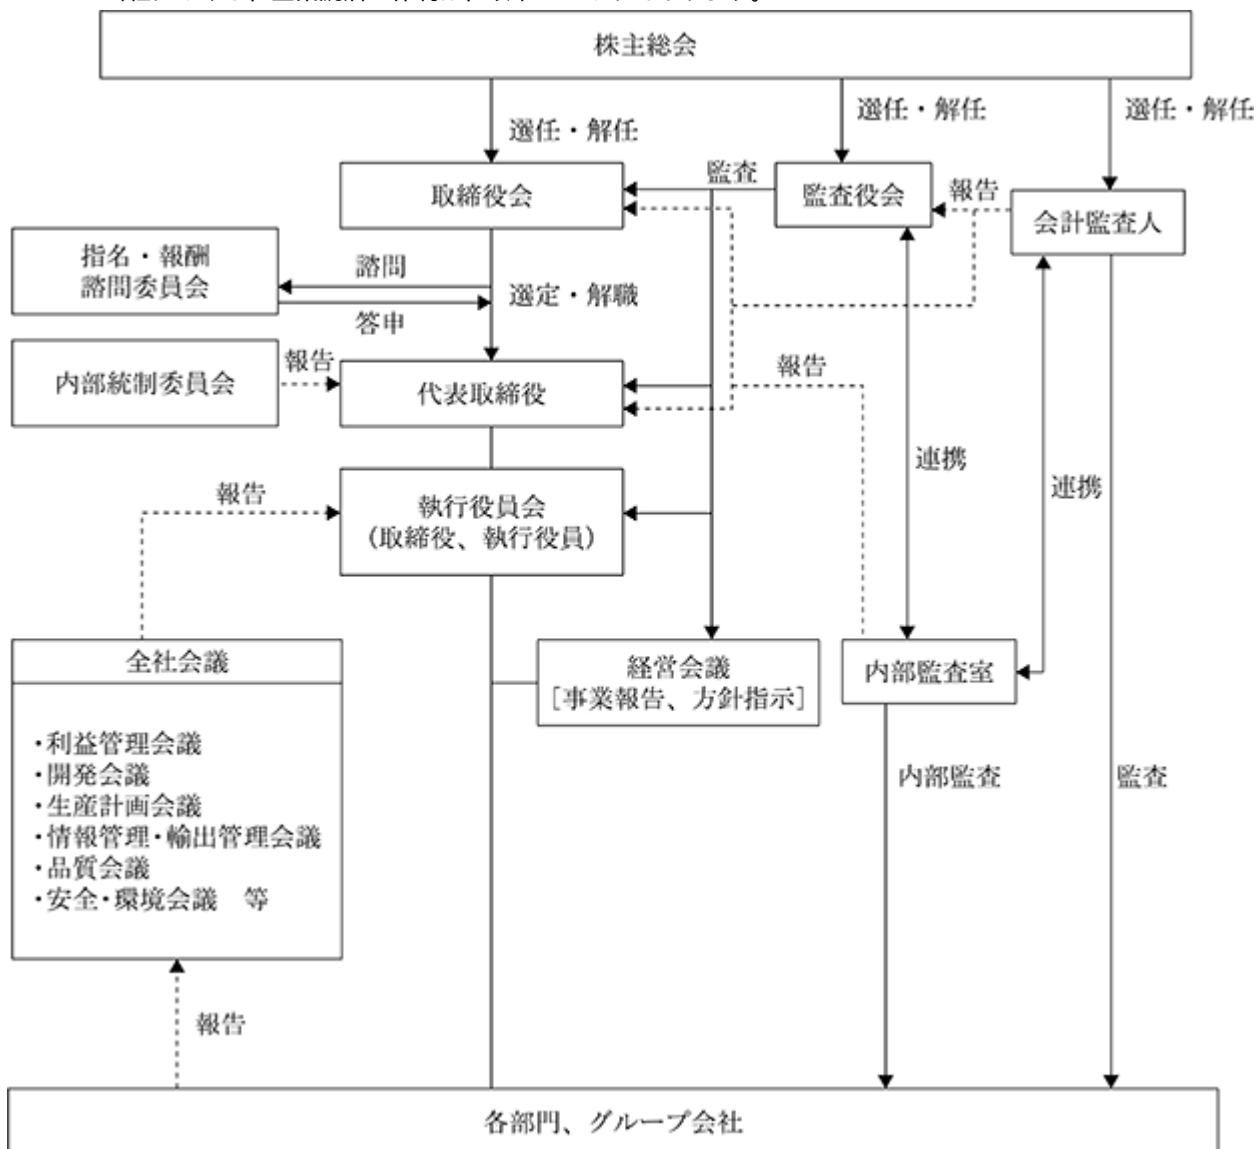 株主総会
選任・解任
選任・解任
選任・解任
取締役会
監査
監査役会
報告
会計監査人
指名・報酬
諮問委員会
諮問
選定・解職
答申
内部統制委員会
報告
代表取締役
報告
連携
連携
報告
執行役員会
(取締役、執行役員)
全社会議
・利益管理会議
・開発会議
・生産計画会議
・情報管理・輸出管理会議
・品質会議
・安全・環境会議 等
経営会議
[事業報告、方針指示]
内部監査室
内部監査
監査
報告
各部門、グループ会社